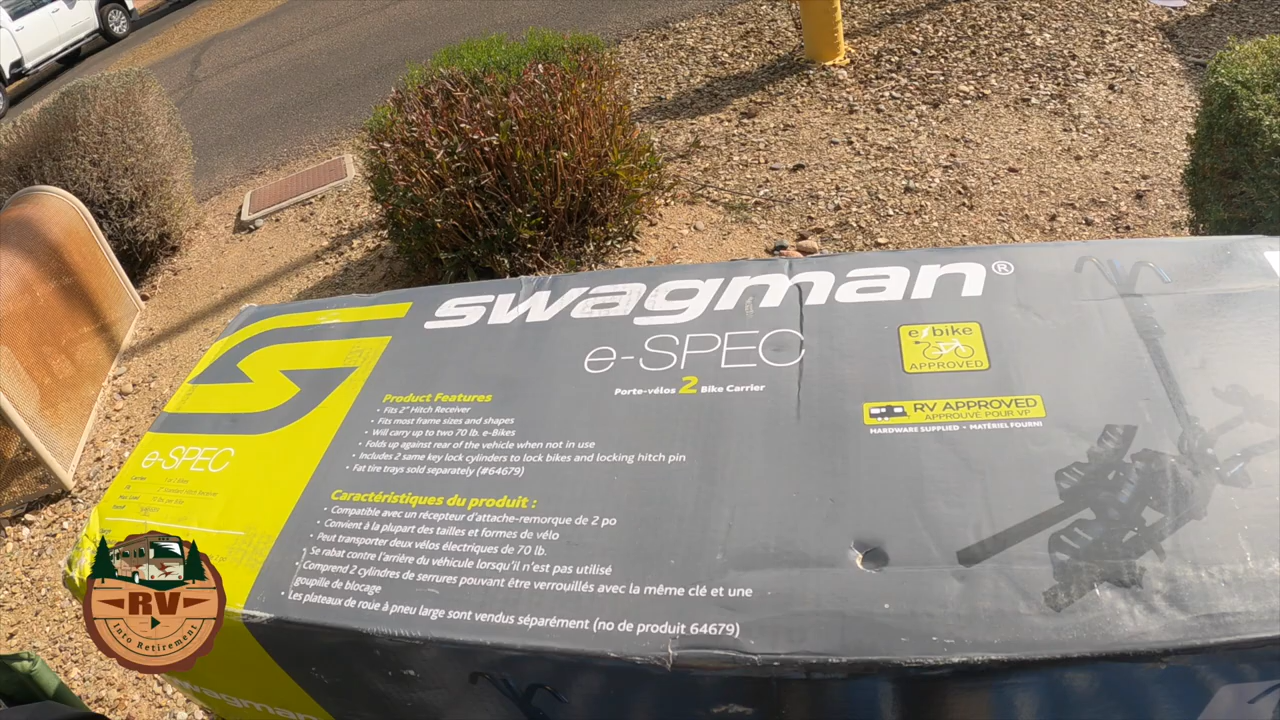 swagman®
e-SPEC
Porte-vélos 2 Bike Carrier
e bike
APPROVED
RV APPROVED
APPROUVÉ POUR VP
HARDWARE SUPPLIED • MATÉRIEL FOURNI
Product Features
• Fits 2" Hitch Receiver
• Fits most frame sizes and shapes
• Will carry up to two 70 lb. e-Bikes
• Folds up against rear of the vehicle when not in use
• Includes 2 same key lock cylinders to lock bikes and locking hitch pin
• Fat tire trays sold separately (#64679)
Caractéristiques du produit :
• Compatible avec un récepteur d'attache-remorque de 2 po
• Convient à la plupart des tailles et formes de vélo
• Peut transporter deux vélos électriques de 70 lb.
Se rabat contre l'arrière du véhicule lorsqu'il n'est pas utilisé
Comprend 2 cylindres de serrures pouvant être verrouillés avec la même clé et une
goupille de blocage
• Les plateaux de roue à pneu large sont vendus séparément (no de produit 64679)
e-SPEC
RV
Into Retirement
swagman